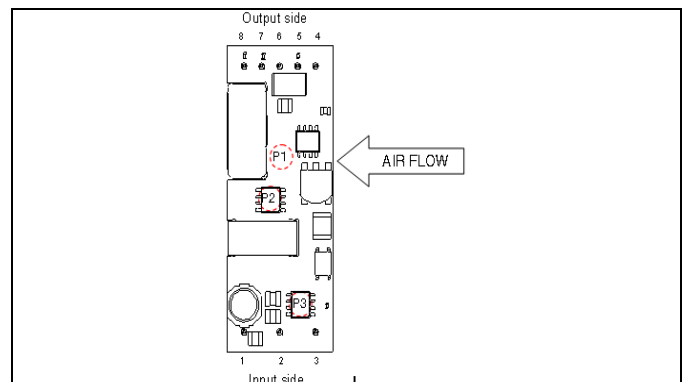 Output side
8 7 6 5 4
P1
AIR FLOW
P2
P3
1 2 3
Input side